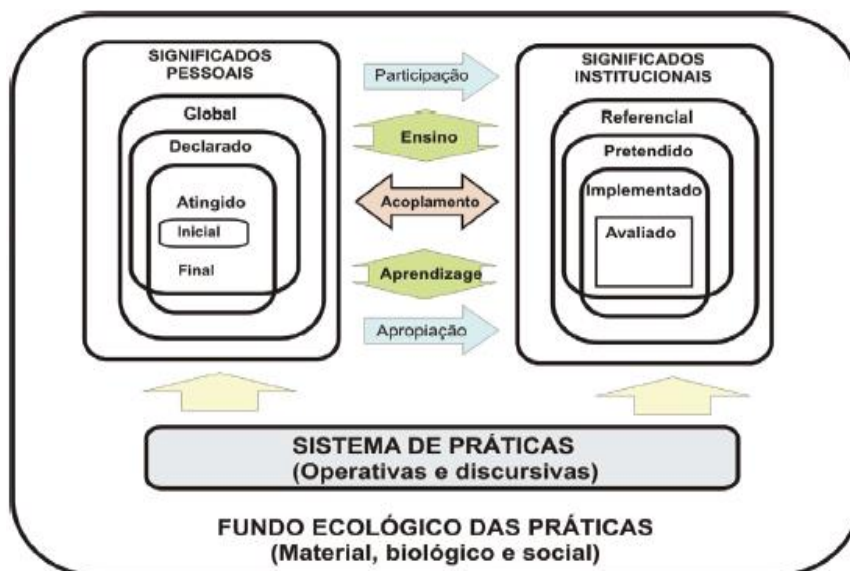 SIGNIFICADOS
PESSOAIS
Global
Declarado
Atingido
Inicial
Final
Participação
Ensino
Acoplamento
Aprendizage
Apropiação
SIGNIFICADOS
INSTITUCIONAIS
Referencial
Pretendido
Implementado
Avaliado
SISTEMA DE PRÁTICAS
(Operativas e discursivas)
FUNDO ECOLÓGICO DAS PRÁTICAS
(Material, biológico e social)